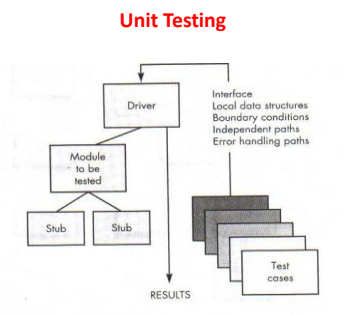 Unit Testing
Driver
Interface
Local data structures
Boundary conditions
Independent paths
Error handling paths
Module
to be
tested
Stub
Stub
Test
cases
RESULTS